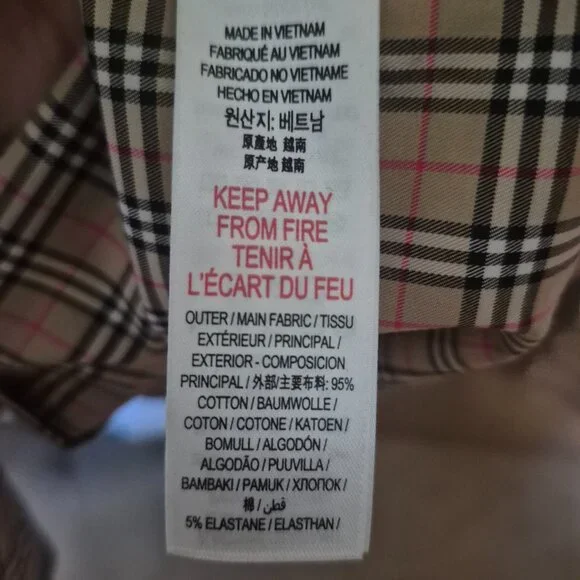 MADE IN VIETNAM
FABRIQUÉ AU VIETNAM
FABRICADO NO VIETNAME
HECHO EN VIETNAM
원산지: 베트남
原產地 越南
原产地 越南
KEEP AWAY
FROM FIRE
TENIR À
L'ÉCART DU FEU
OUTER / MAIN FABRIC / TISSU
EXTÉRIEUR / PRINCIPAL /
EXTERIOR - COMPOSICION
PRINCIPAL / 外部/主要布料: 95%
COTTON / BAUMWOLLE /
COTON / COTONE / KATOEN /
BOMULL / ALGODÓN /
ALGODÃO / PUUVILLA /
BAMBAKI / PAMUK / ХЛОПОК /
棉 / قطن /
5% ELASTANE / ELASTHAN /